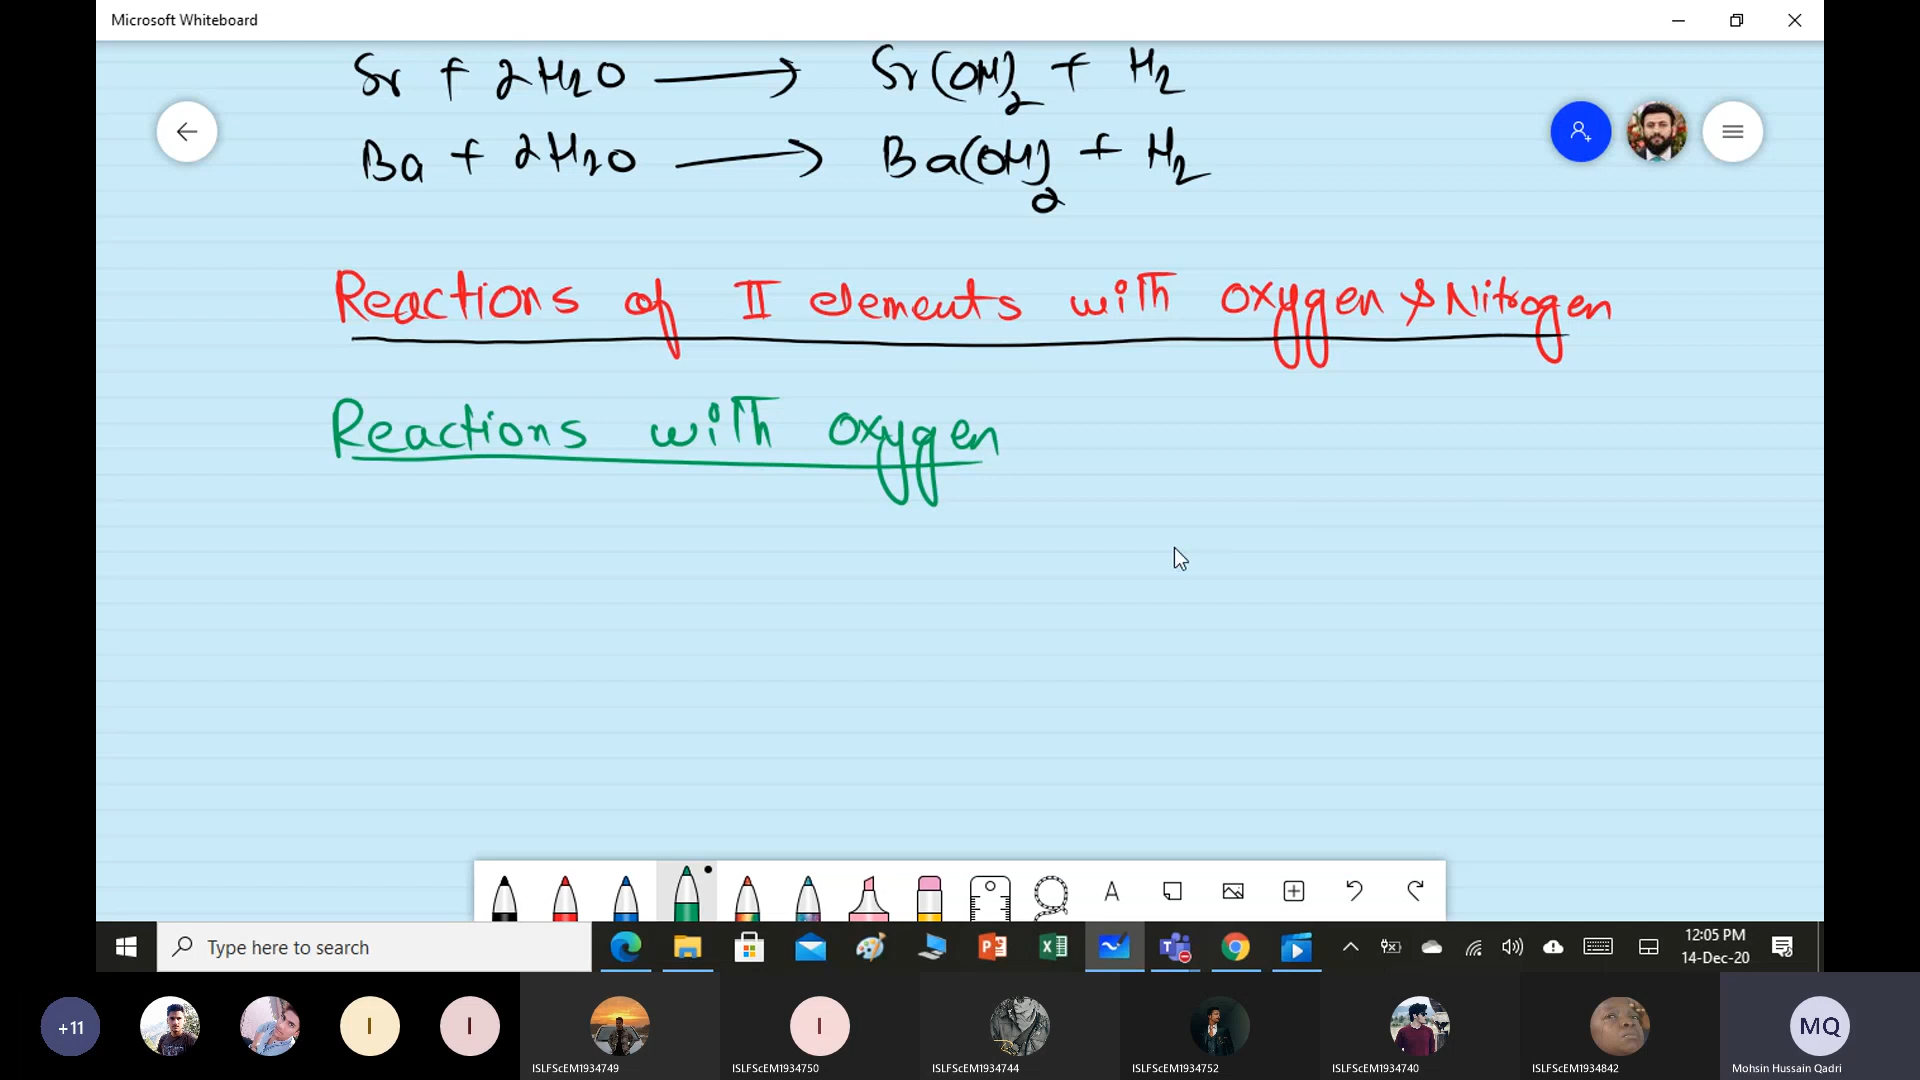 Microsoft Whiteboard
Sr + 2H2O ⟶ Sr(OH)2 + H2
Ba + 2H2O ⟶ Ba(OH)2 + H2
Reactions of II elements with oxygen & Nitrogen
Reactions with oxygen
A
Type here to search
12:05 PM
14-Dec-20
+11
I
I
I
MQ
ISLFScEM1934749
ISLFScEM1934750
ISLFScEM1934744
ISLFScEM1934752
ISLFScEM1934740
ISLFScEM1934842
Mohsin Hussain Qadri